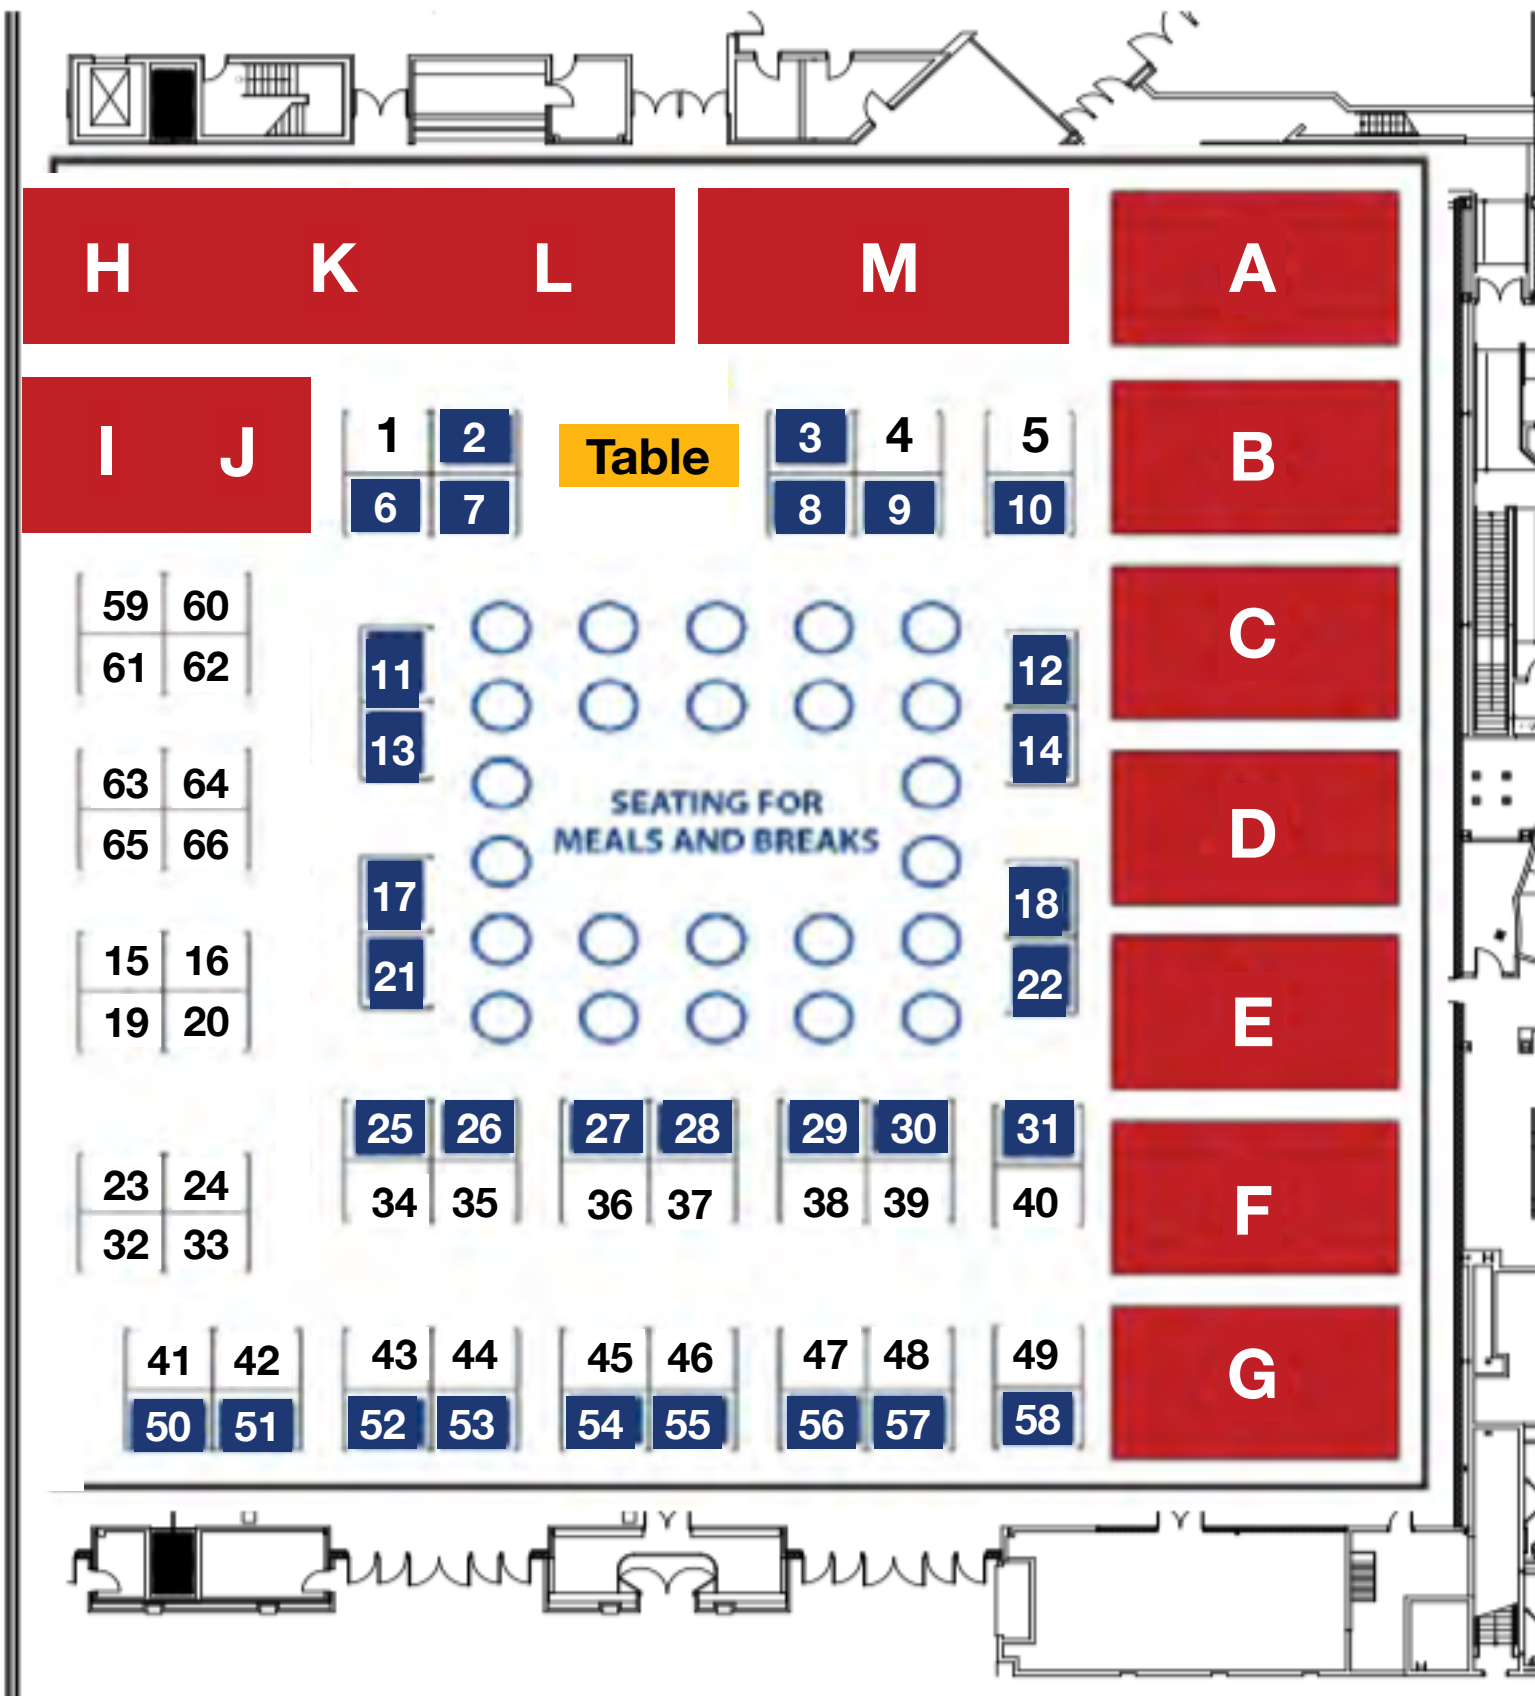 H K L M A
I J B
1 2 Table 3 4 5
6 7 8 9 10
59 60 C
61 62 11 12
13 14
63 64 SEATING FOR D
65 66 MEALS AND BREAKS
17 18
15 16 21 22 E
19 20
25 26 27 28 29 30 31
23 24 34 35 36 37 38 39 40 F
32 33
41 42 43 44 45 46 47 48 49 G
50 51 52 53 54 55 56 57 58